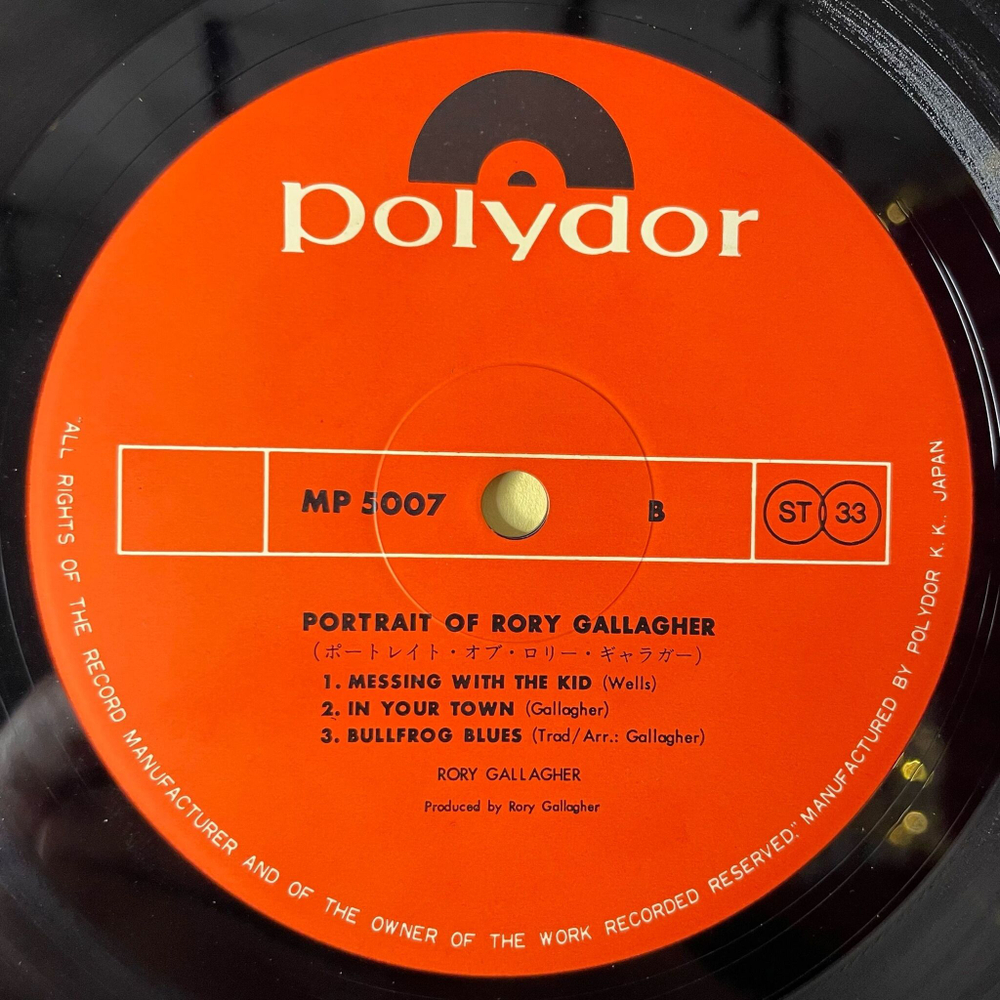 polydor
MP 5007
B
ST 33
PORTRAIT OF RORY GALLAGHER
(ポートレイト・オブ・ロリー・ギャラガー)
1. MESSING WITH THE KID (Wells)
2. IN YOUR TOWN (Gallagher)
3. BULLFROG BLUES (Trad/Arr.: Gallagher)
RORY GALLAGHER
Produced by Rory Gallagher
"ALL RIGHTS OF THE RECORD MANUFACTURER AND OF THE OWNER OF THE WORK RECORDED RESERVED." MANUFACTURED BY POLYDOR K. K., JAPAN